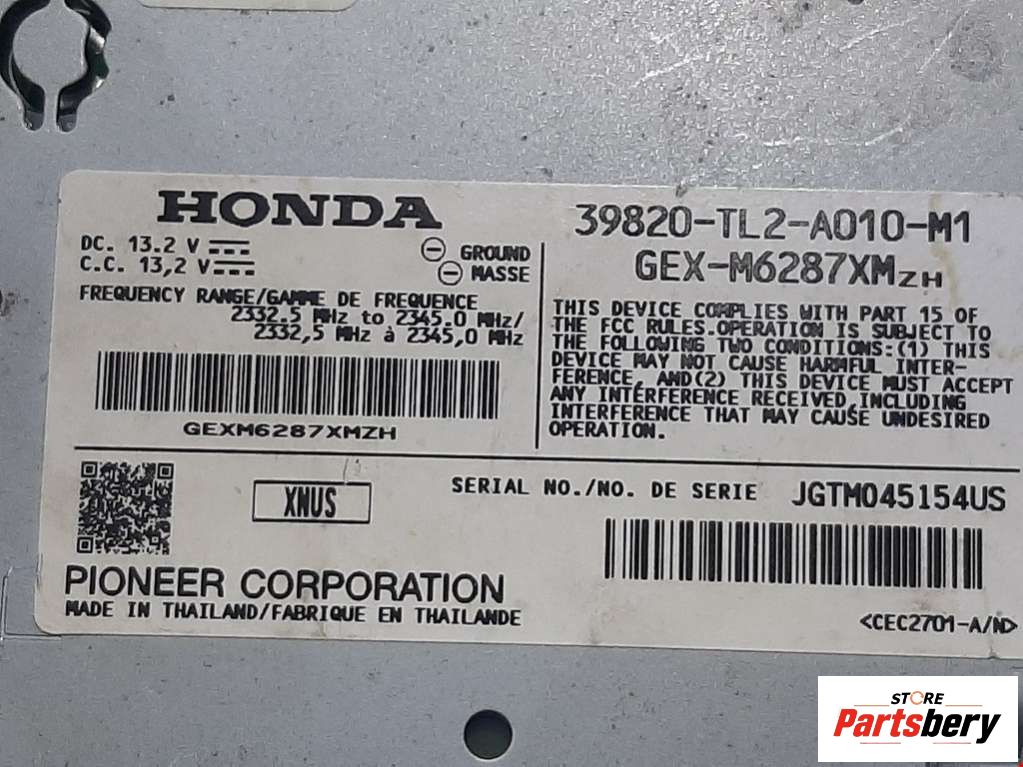 HONDA
DC. 13.2 V
C.C. 13,2 V
GROUND
MASSE
FREQUENCY RANGE/GAMME DE FREQUENCE
2332.5 MHz to 2345.0 MHz/
2332,5 MHz à 2345,0 MHz
GEXM6287XMZH
39820-TL2-A010-M1
GEX-M6287XMZH
THIS DEVICE COMPLIES WITH PART 15 OF
THE FCC RULES.OPERATION IS SUBJECT TO
THE FOLLOWING TWO CONDITIONS:(1) THIS
DEVICE MAY NOT CAUSE HARMFUL INTER-
FERENCE, AND(2) THIS DEVICE MUST ACCEPT
ANY INTERFERENCE RECEIVED,INCLUDING
INTERFERENCE THAT MAY CAUSE UNDESIRED
OPERATION.
XNUS
SERIAL NO./NO. DE SERIE JGTM045154US
PIONEER CORPORATION
MADE IN THAILAND/FABRIQUE EN THAILANDE
<CEC2701-A/N>
STORE
Partsbery